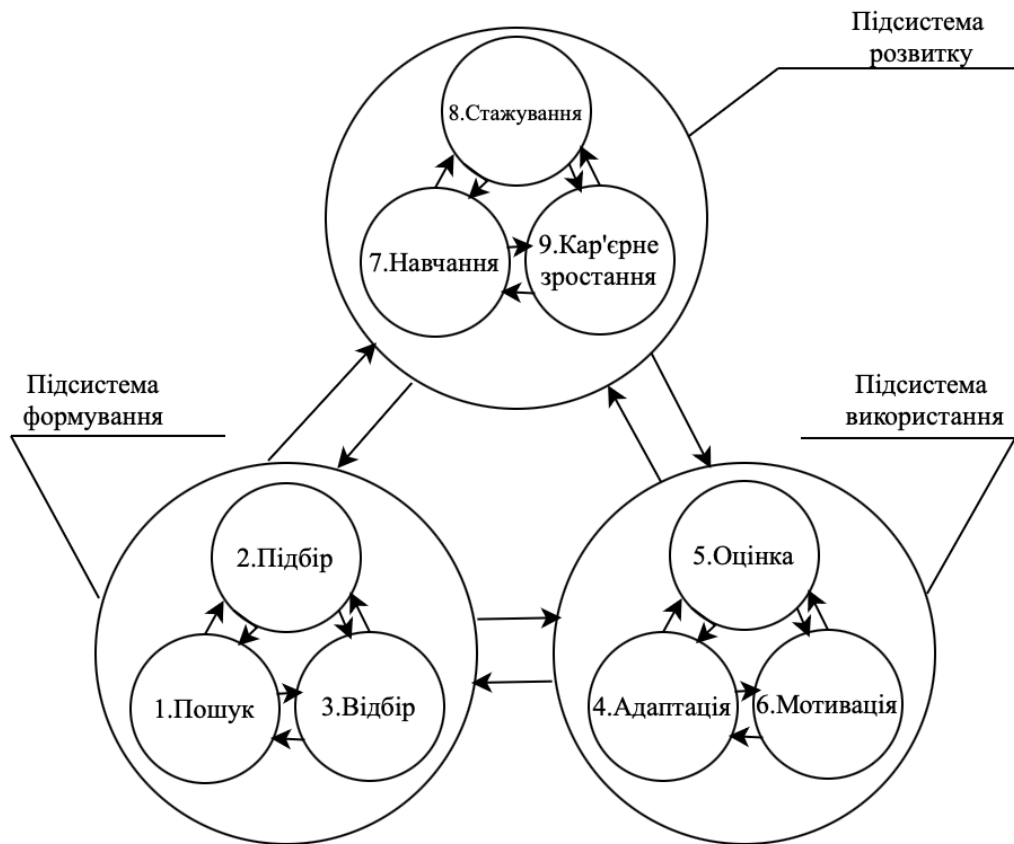 Підсистема
розвитку
8.Стажування
7.Навчання
9.Кар'єрне
зростання
Підсистема
формування
Підсистема
використання
2.Підбір
1.Пошук
3.Відбір
5.Оцінка
4.Адаптація
6.Мотивація